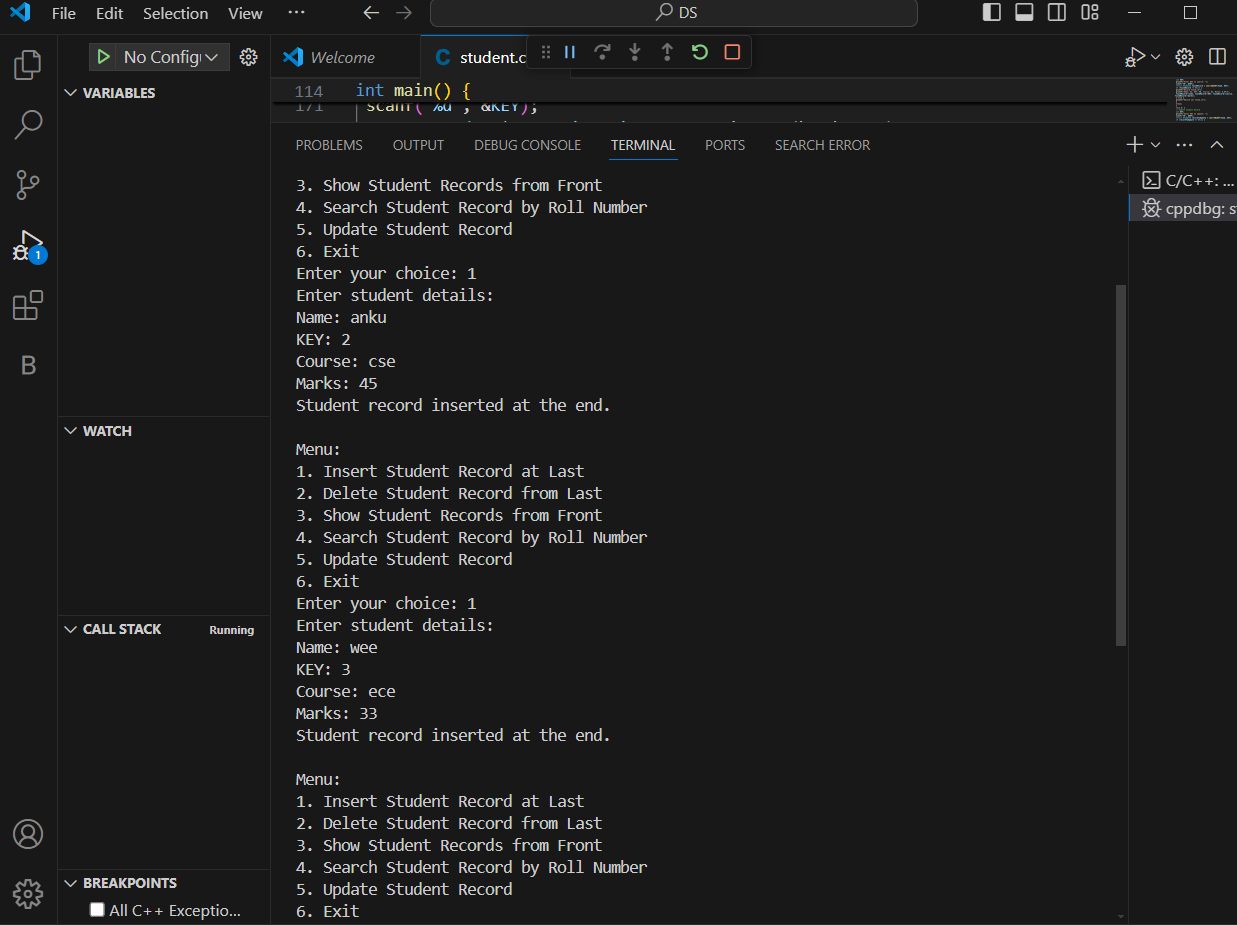 File Edit Selection View ··· DS
No Config
Welcome
C student.c
VARIABLES
114 int main() {
171 scanf("%d", &KEY);
PROBLEMS OUTPUT DEBUG CONSOLE TERMINAL PORTS SEARCH ERROR
3. Show Student Records from Front
4. Search Student Record by Roll Number
5. Update Student Record
6. Exit
Enter your choice: 1
Enter student details:
Name: anku
KEY: 2
Course: cse
Marks: 45
Student record inserted at the end.
Menu:
1. Insert Student Record at Last
2. Delete Student Record from Last
3. Show Student Records from Front
4. Search Student Record by Roll Number
5. Update Student Record
6. Exit
Enter your choice: 1
Enter student details:
Name: wee
KEY: 3
Course: ece
Marks: 33
Student record inserted at the end.
Menu:
1. Insert Student Record at Last
2. Delete Student Record from Last
3. Show Student Records from Front
4. Search Student Record by Roll Number
5. Update Student Record
6. Exit
C/C++: ...
cppdbg: st
1
B
WATCH
CALL STACK Running
BREAKPOINTS
All C++ Exceptio...